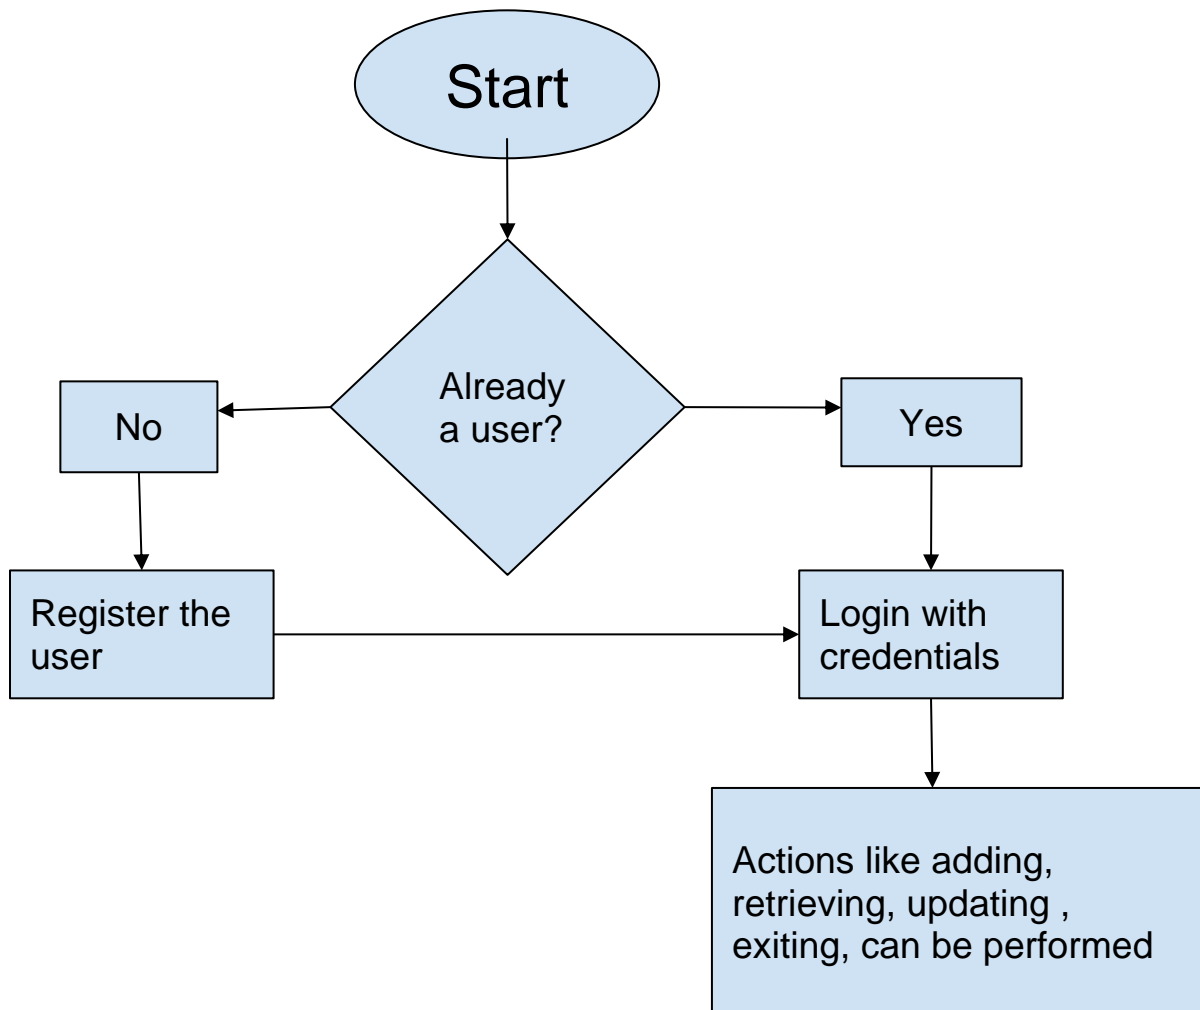 Start
Already
a user?
No
Yes
Register the
user
Login with
credentials
Actions like adding,
retrieving, updating ,
exiting, can be performed